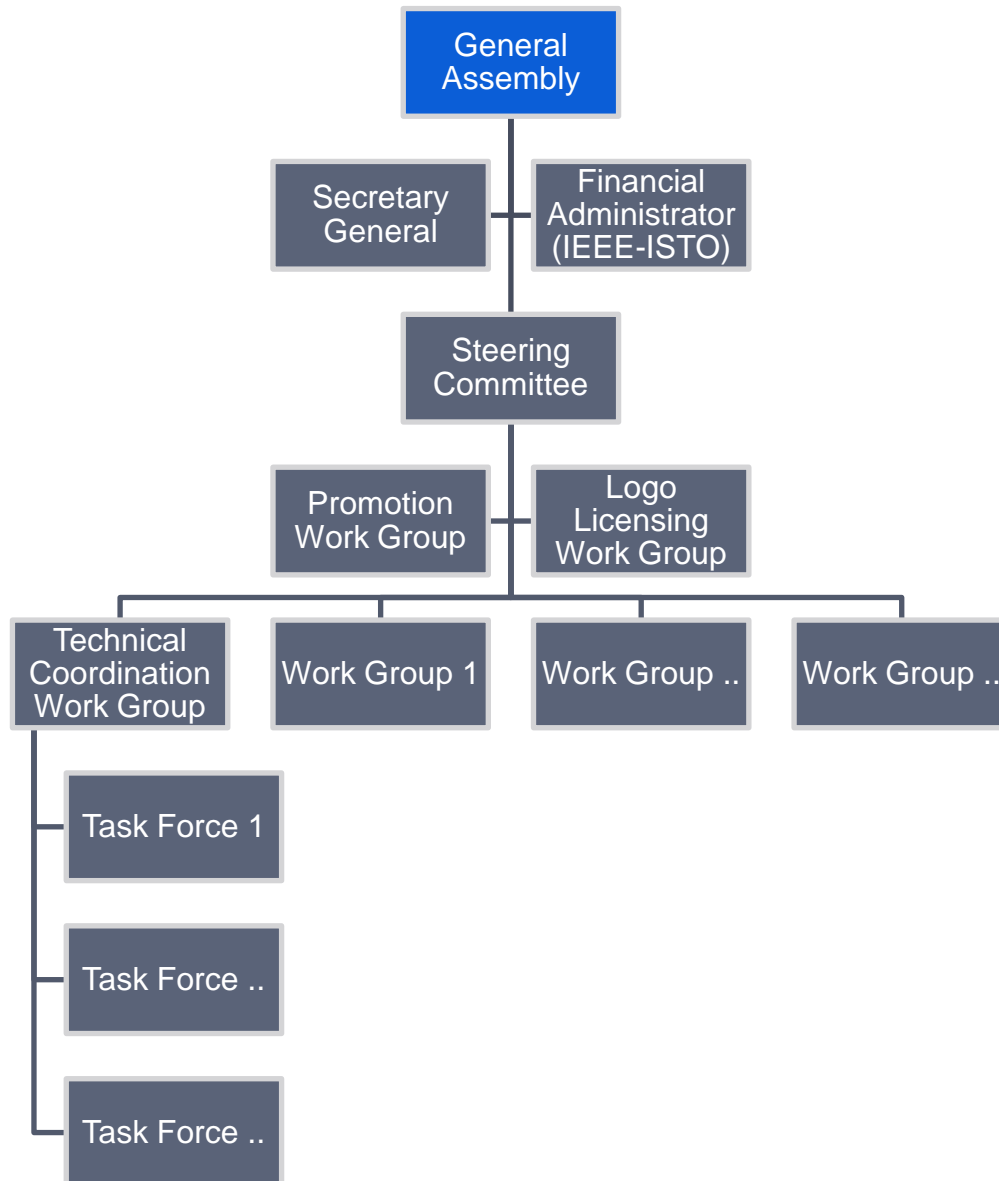 General
Assembly
Secretary
General
Financial
Administrator
(IEEE-ISTO)
Steering
Committee
Promotion
Work Group
Logo
Licensing
Work Group
Technical
Coordination
Work Group
Work Group 1
Work Group ..
Work Group ..
Task Force 1
Task Force ..
Task Force ..